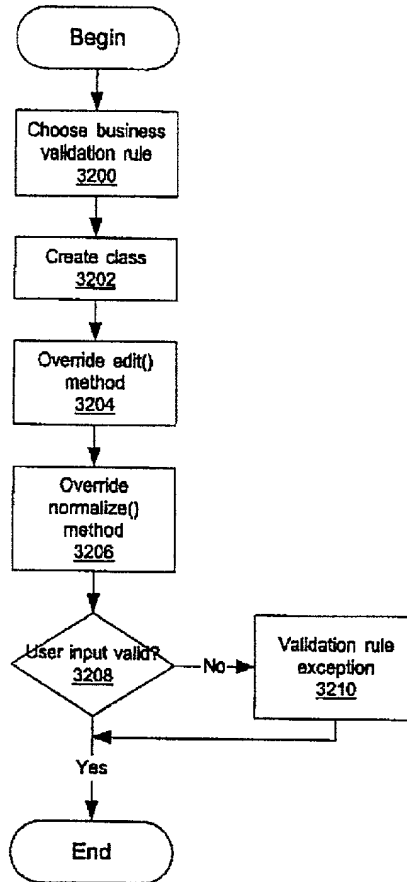 Begin
Choose business
validation rule
3200
Create class
3202
Override edit()
method
3204
Override
normalize()
method
3206
User input valid?
3208
No
Validation rule
exception
3210
Yes
End